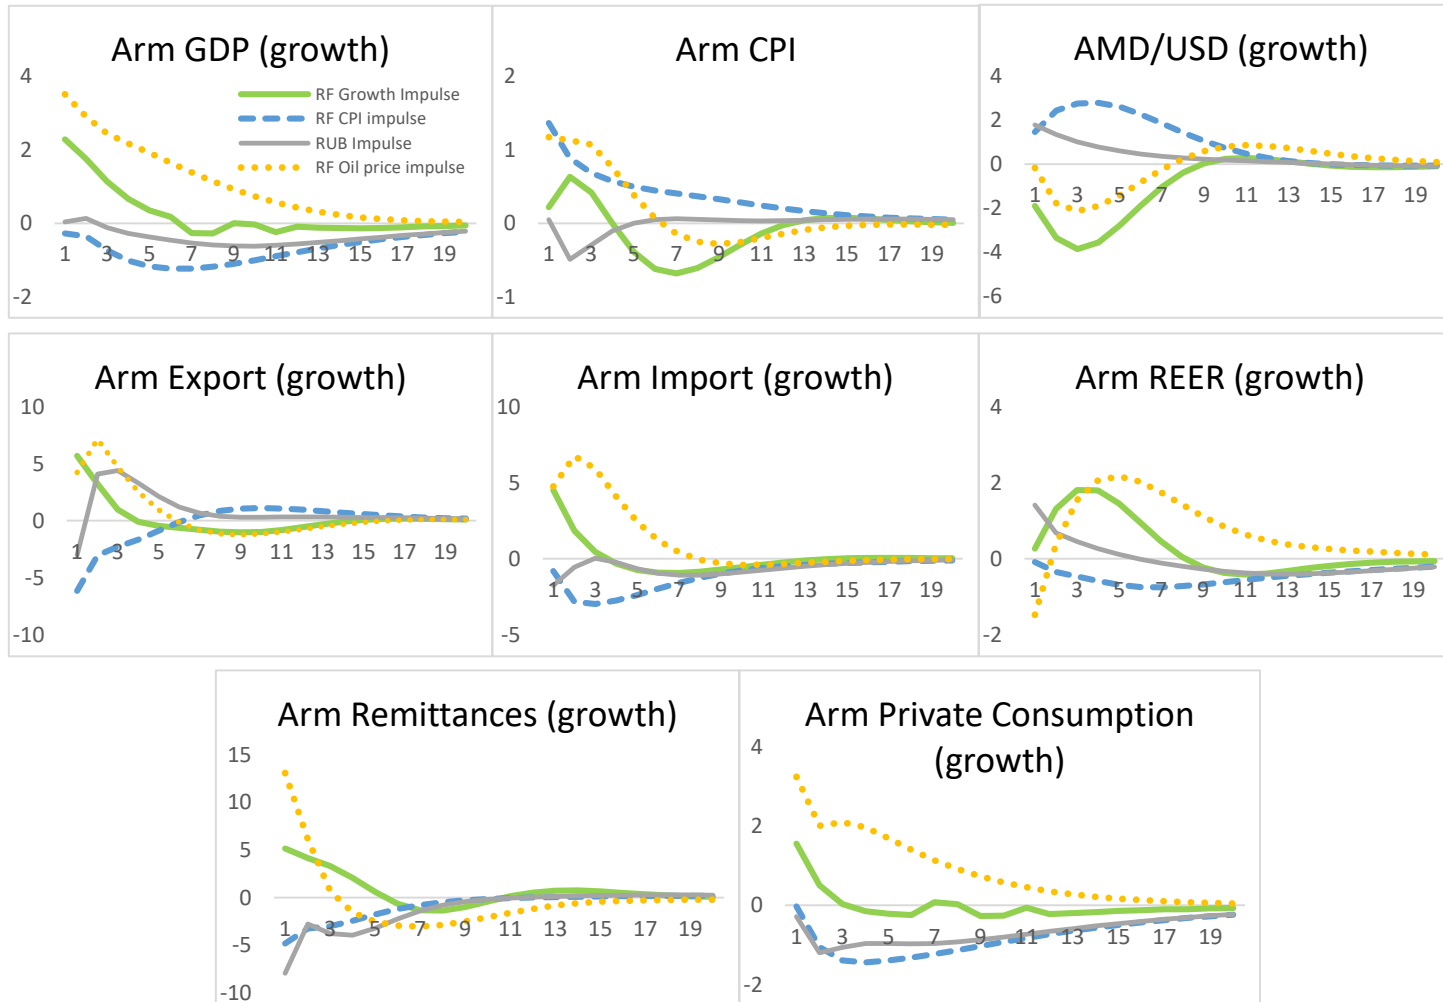 Arm GDP (growth)
4
2
0
-2
1 3 5 7 9 11 13 15 17 19
RF Growth Impulse
RF CPI impulse
RUB Impulse
RF Oil price impulse
Arm CPI
2
1
0
-1
1 3 5 7 9 11 13 15 17 19
AMD/USD (growth)
4
2
0
-2
-4
-6
1 3 5 7 9 11 13 15 17 19
Arm Export (growth)
10
5
0
-5
-10
1 3 5 7 9 11 13 15 17 19
Arm Import (growth)
10
5
0
-5
1 3 5 7 9 11 13 15 17 19
Arm REER (growth)
4
2
0
-2
1 3 5 7 9 11 13 15 17 19
Arm Remittances (growth)
15
10
5
0
-5
-10
1 3 5 7 9 11 13 15 17 19
Arm Private Consumption
(growth)
4
2
0
-2
1 3 5 7 9 11 13 15 17 19